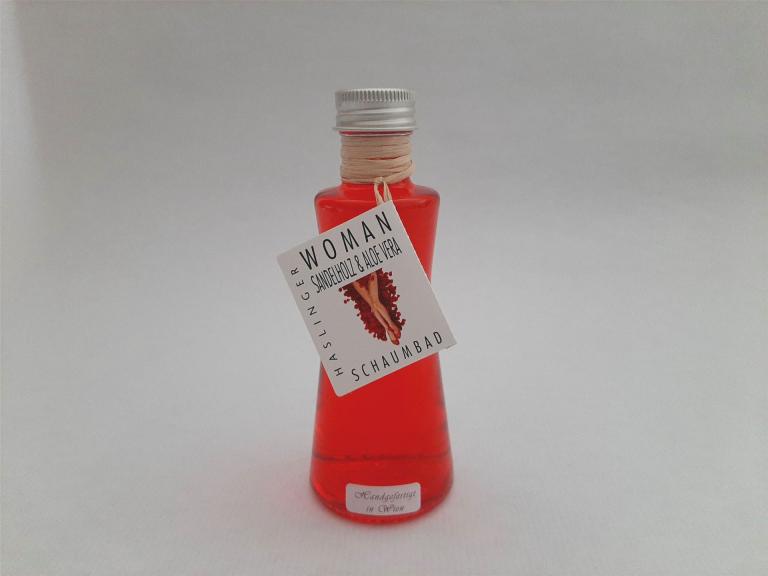 HASLINGER
WOMAN
SANDELHOLZ & ALOE VERA
SCHAUMBAD
Handgefertigt
in Wien